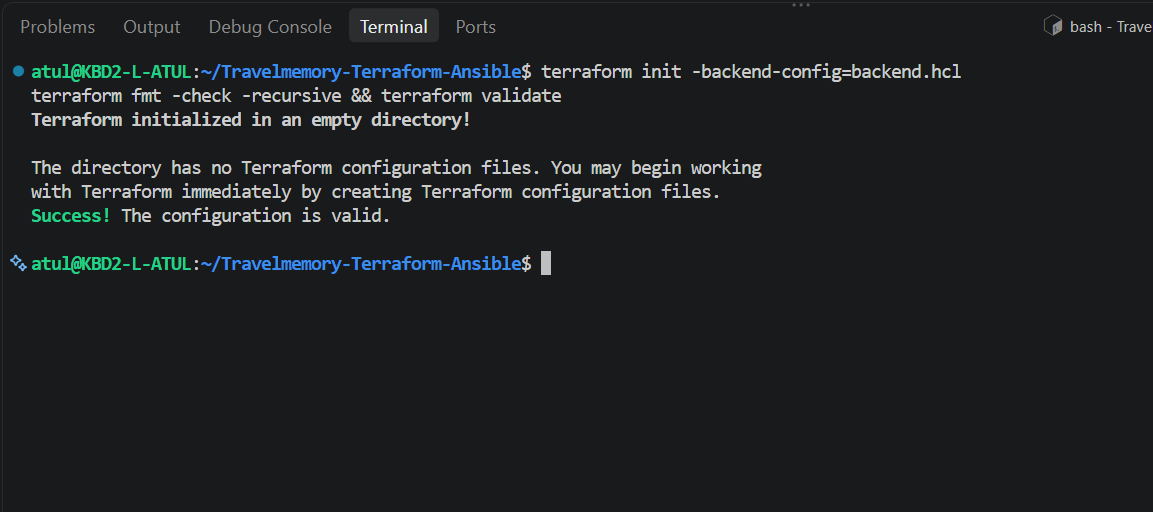 Problems Output Debug Console Terminal Ports bash - Trave
atul@KBD2-L-ATUL:~/Travelmemory-Terraform-Ansible$ terraform init -backend-config=backend.hcl
terraform fmt -check -recursive && terraform validate
Terraform initialized in an empty directory!
The directory has no Terraform configuration files. You may begin working
with Terraform immediately by creating Terraform configuration files.
Success! The configuration is valid.
atul@KBD2-L-ATUL:~/Travelmemory-Terraform-Ansible$